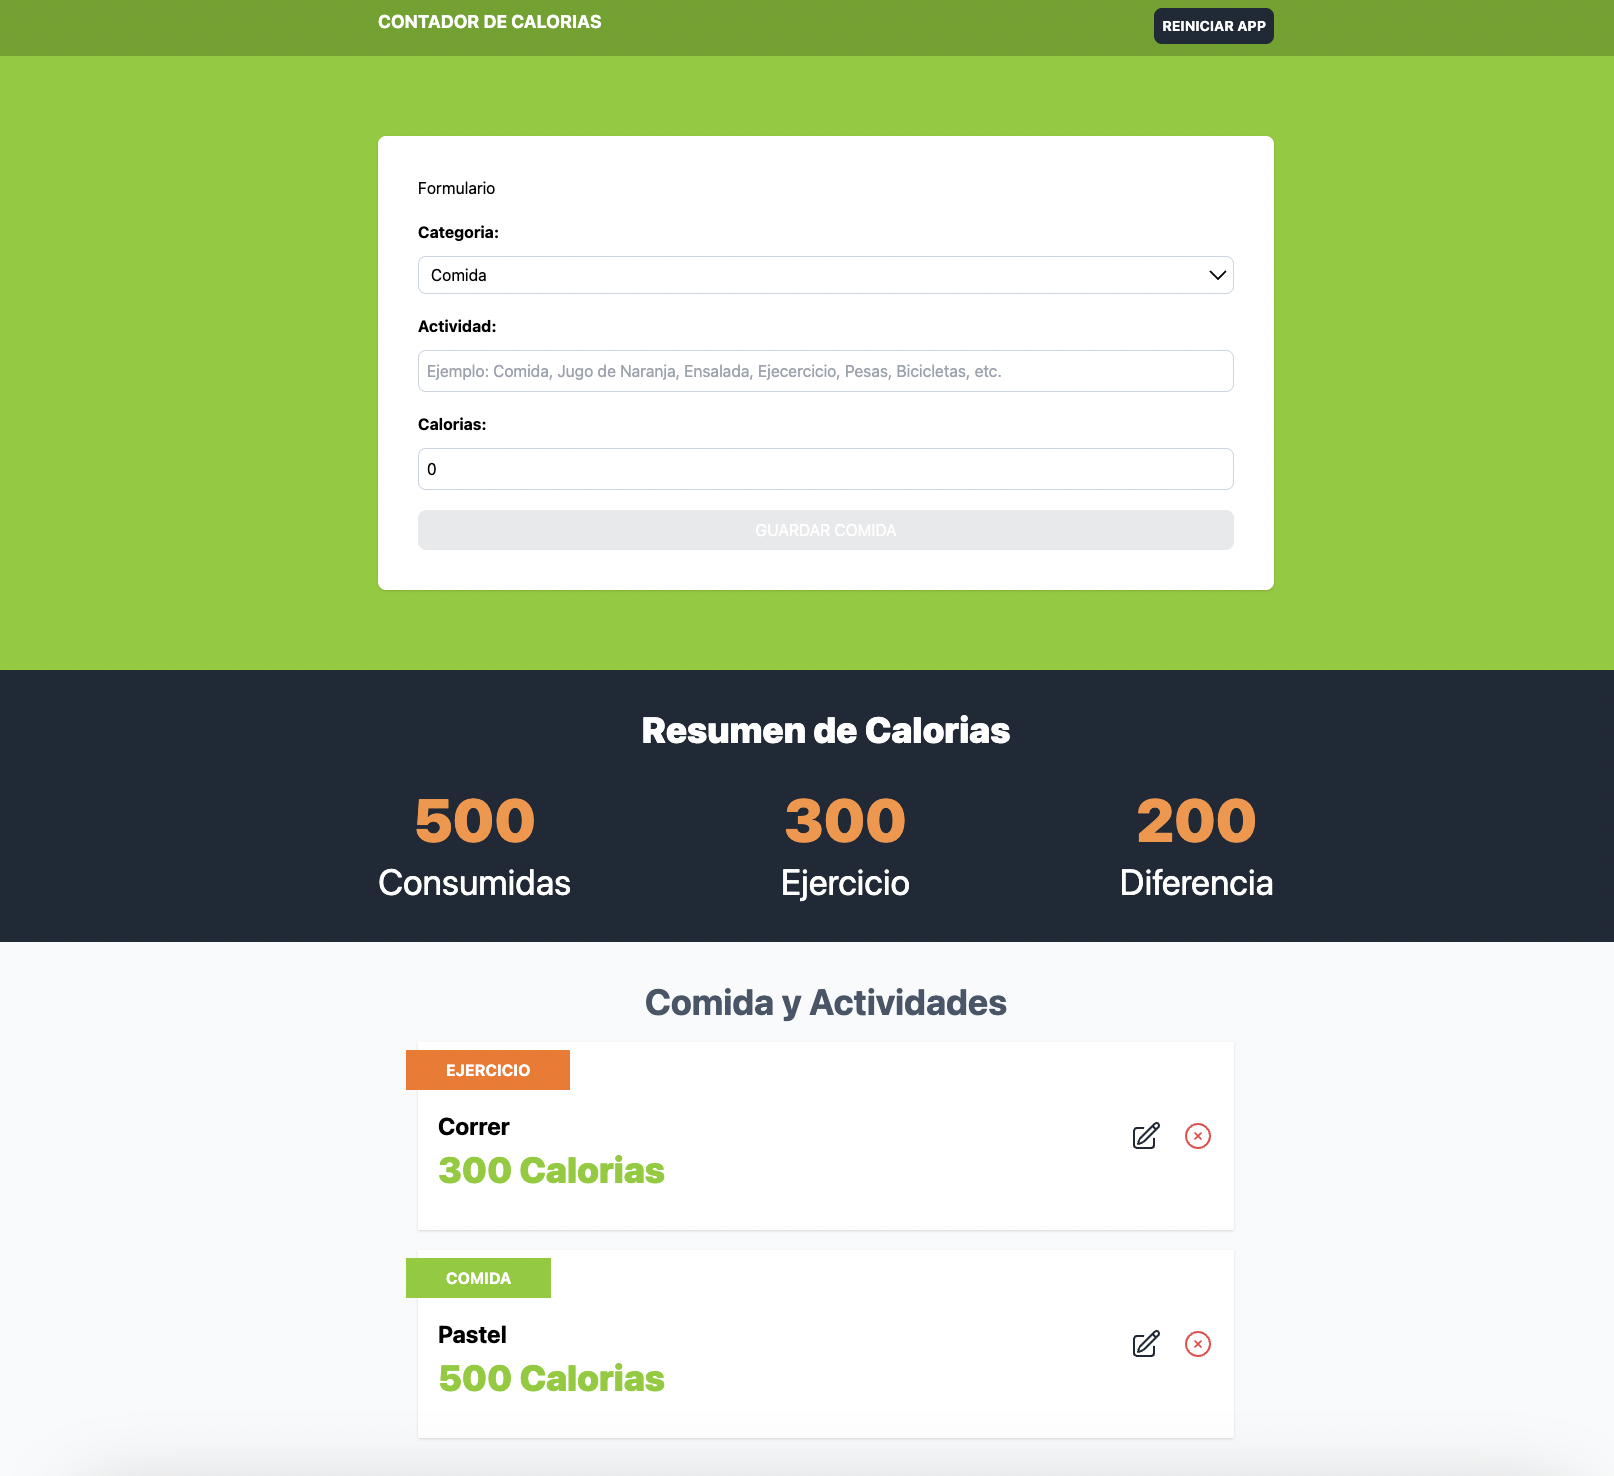 CONTADOR DE CALORIAS
REINICIAR APP
Formulario
Categoria:
Comida
Actividad:
Ejemplo: Comida, Jugo de Naranja, Ensalada, Ejecercicio, Pesas, Bicicletas, etc.
Calorias:
0
GUARDAR COMIDA
Resumen de Calorias
500 300 200
Consumidas Ejercicio Diferencia
Comida y Actividades
EJERCICIO
Correr
300 Calorias
COMIDA
Pastel
500 Calorias